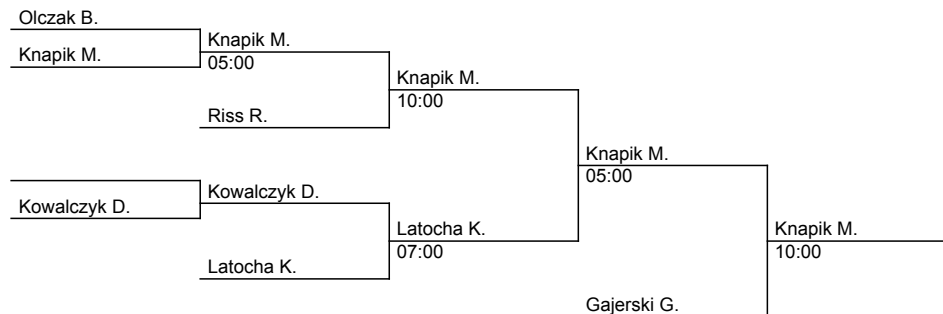 Olczak B.
Knapik M.
Knapik M.
05:00
Knapik M.
10:00
Riss R.
Knapik M.
05:00
Kowalczyk D.
Kowalczyk D.
Latocha K.
07:00
Knapik M.
10:00
Latocha K.
Gajerski G.